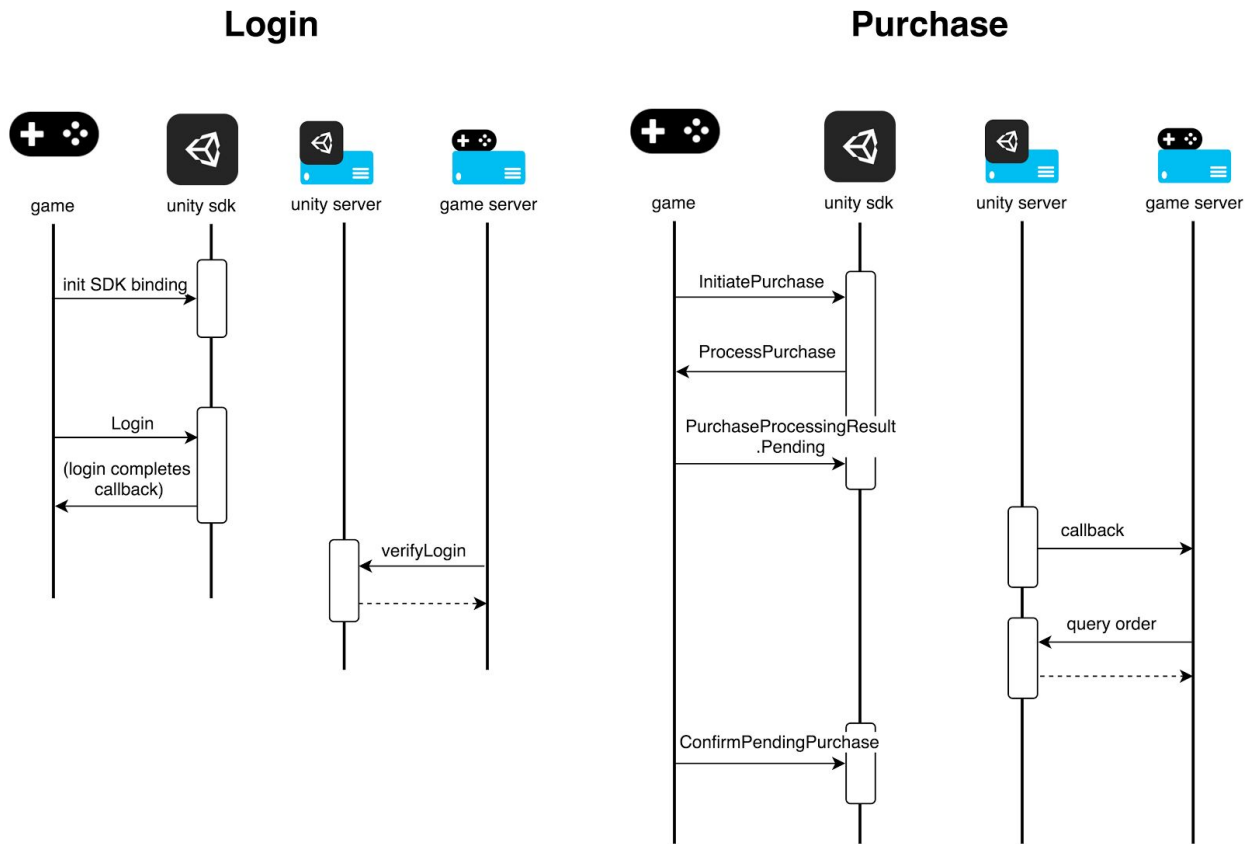 Login
game
unity sdk
unity server
game server
init SDK binding
Login
(login completes
callback)
verifyLogin
Purchase
game
unity sdk
unity server
game server
InitiatePurchase
ProcessPurchase
PurchaseProcessingResult
.Pending
callback
query order
ConfirmPendingPurchase